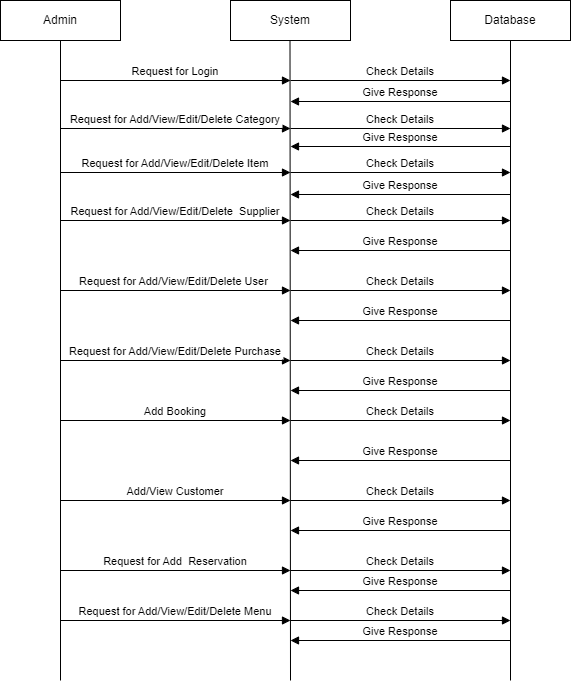 Admin
System
Database
Request for Login
Check Details
Give Response
Request for Add/View/Edit/Delete Category
Check Details
Give Response
Request for Add/View/Edit/Delete Item
Check Details
Give Response
Request for Add/View/Edit/Delete  Supplier
Check Details
Give Response
Request for Add/View/Edit/Delete User
Check Details
Give Response
Request for Add/View/Edit/Delete Purchase
Check Details
Give Response
Add Booking
Check Details
Give Response
Add/View Customer
Check Details
Give Response
Request for Add  Reservation
Check Details
Give Response
Request for Add/View/Edit/Delete Menu
Check Details
Give Response